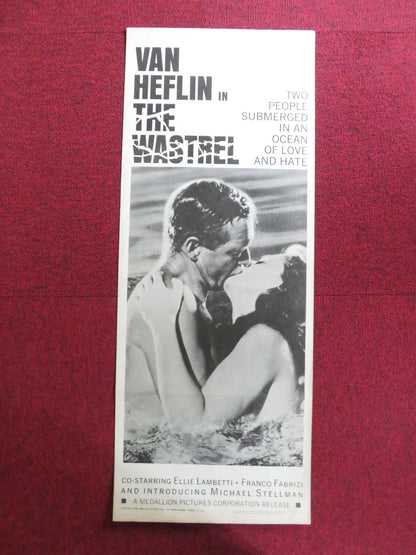 VAN
HEFLIN IN
THE
WASTREL
TWO
PEOPLE
SUBMERGED
IN AN
OCEAN
OF LOVE
AND HATE
CO-STARRING ELLIE LAMBETTI · FRANCO FABRIZI
AND INTRODUCING MICHAEL STELLMAN
A MEDALLION PICTURES CORPORATION RELEASE